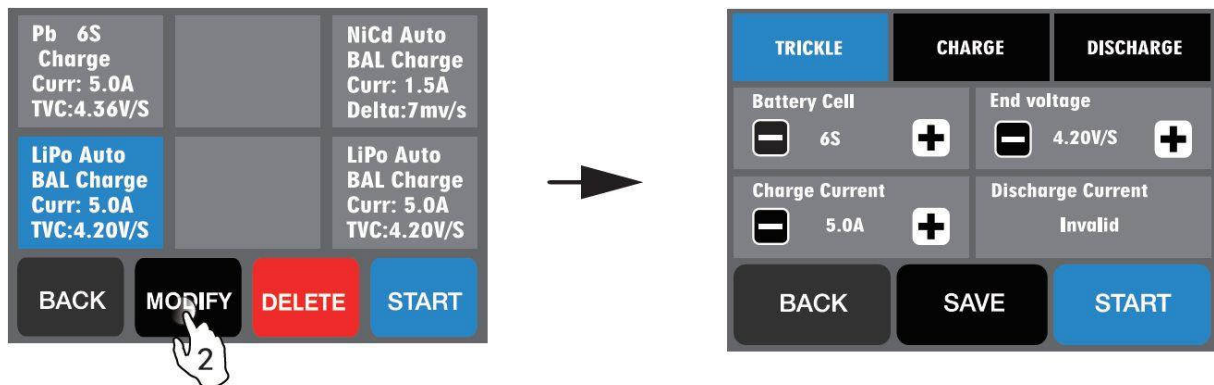 Pb 6S
Charge
Curr: 5.0A
TVC:4.36V/S
NiCd Auto
BAL Charge
Curr: 1.5A
Delta:7mv/s
LiPo Auto
BAL Charge
Curr: 5.0A
TVC:4.20V/S
LiPo Auto
BAL Charge
Curr: 5.0A
TVC:4.20V/S
BACK
MODIFY
DELETE
START
2
TRICKLE
CHARGE
DISCHARGE
Battery Cell
6S
End voltage
4.20V/S
Charge Current
5.0A
Discharge Current
Invalid
BACK
SAVE
START